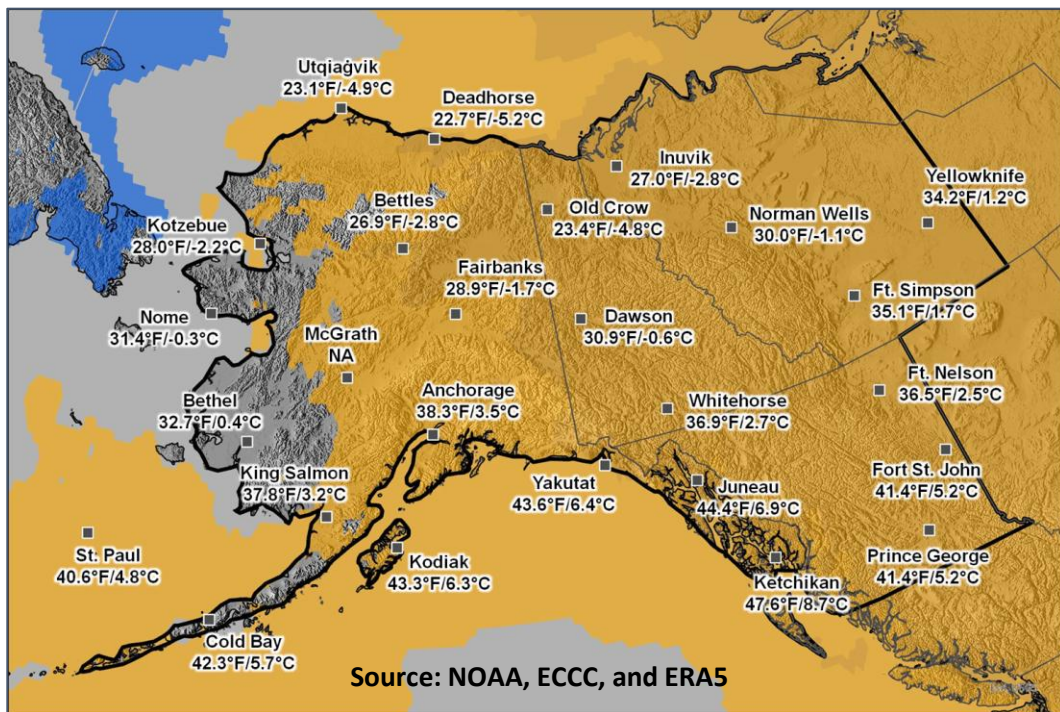 Utqiaġvik
23.1°F/-4.9°C
Deadhorse
22.7°F/-5.2°C
Inuvik
27.0°F/-2.8°C
Yellowknife
34.2°F/1.2°C
Bettles
26.9°F/-2.8°C
Old Crow
23.4°F/-4.8°C
Norman Wells
30.0°F/-1.1°C
Kotzebue
28.0°F/-2.2°C
Fairbanks
28.9°F/-1.7°C
Ft. Simpson
35.1°F/1.7°C
Nome
31.4°F/-0.3°C
Dawson
30.9°F/-0.6°C
McGrath
NA
Ft. Nelson
36.5°F/2.5°C
Anchorage
38.3°F/3.5°C
Bethel
32.7°F/0.4°C
Whitehorse
36.9°F/2.7°C
King Salmon
37.8°F/3.2°C
Fort St. John
41.4°F/5.2°C
Yakutat
43.6°F/6.4°C
Juneau
44.4°F/6.9°C
St. Paul
40.6°F/4.8°C
Kodiak
43.3°F/6.3°C
Prince George
41.4°F/5.2°C
Ketchikan
47.6°F/8.7°C
Cold Bay
42.3°F/5.7°C
Source: NOAA, ECCC, and ERA5